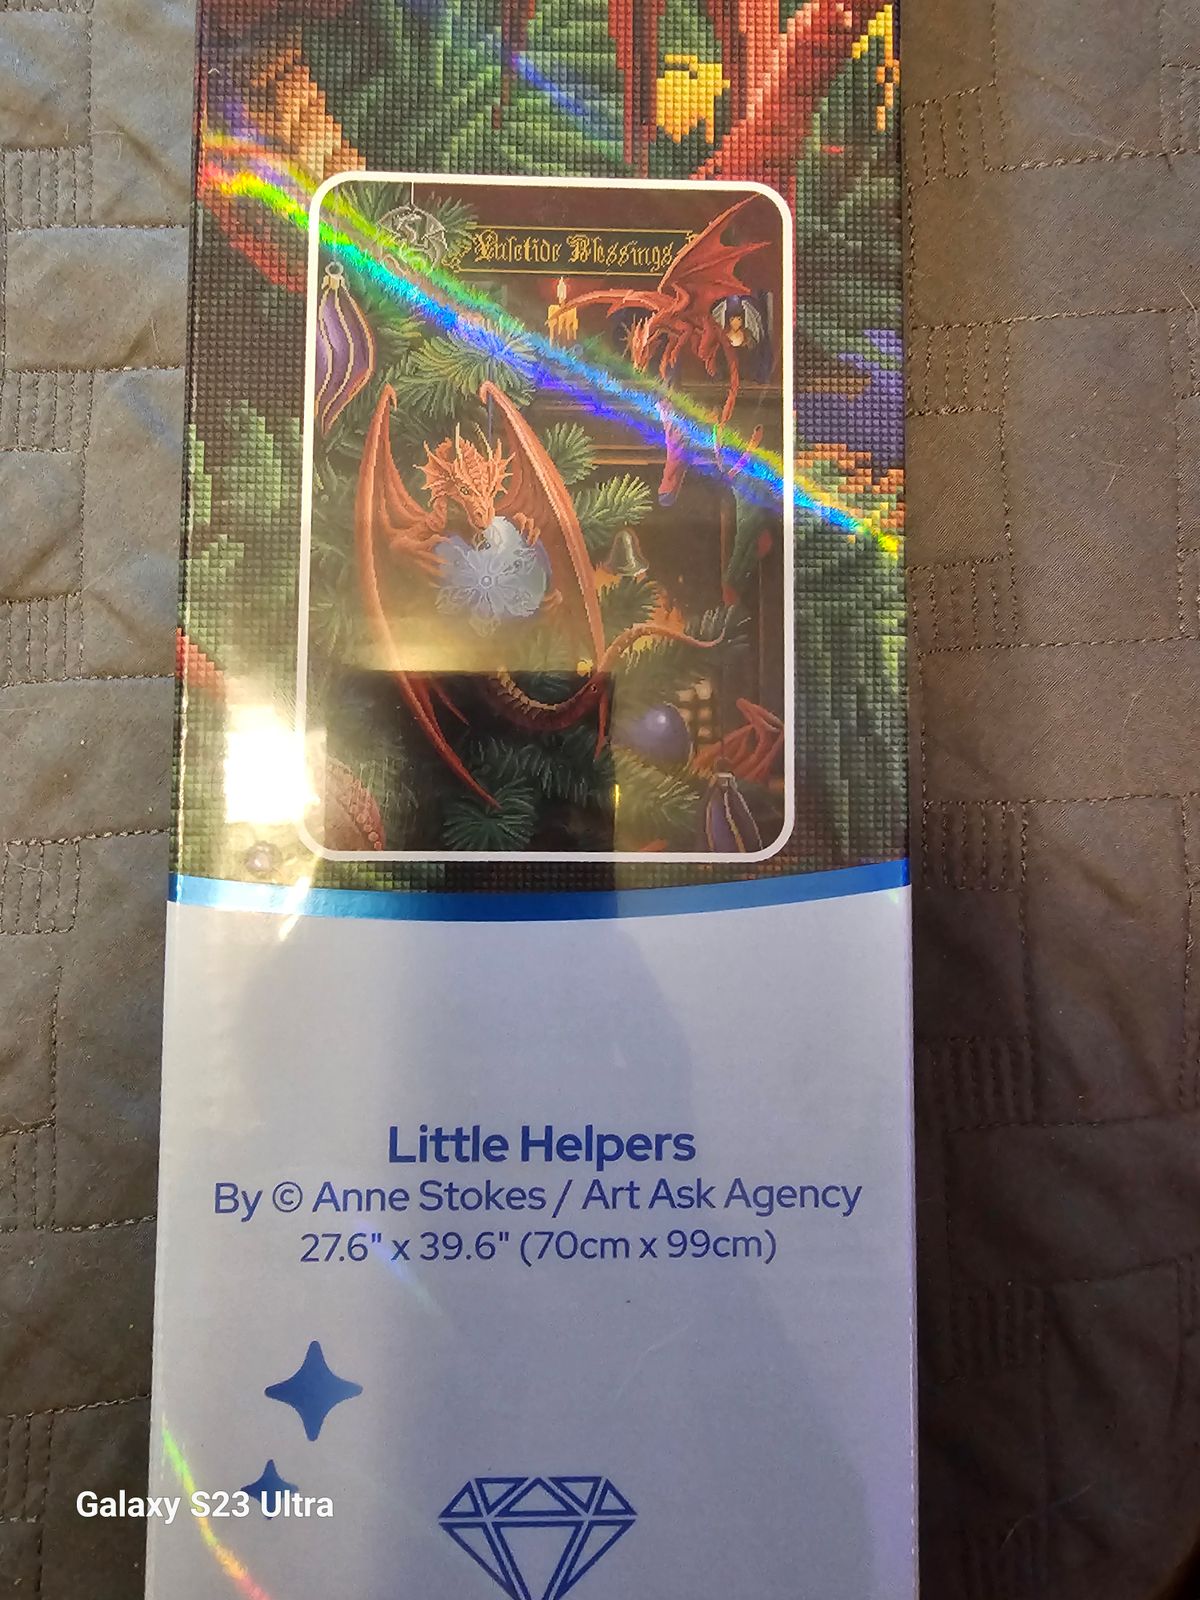 Yuletide Blessings
Little Helpers
By © Anne Stokes / Art Ask Agency
27.6" x 39.6" (70cm x 99cm)
Galaxy S23 Ultra